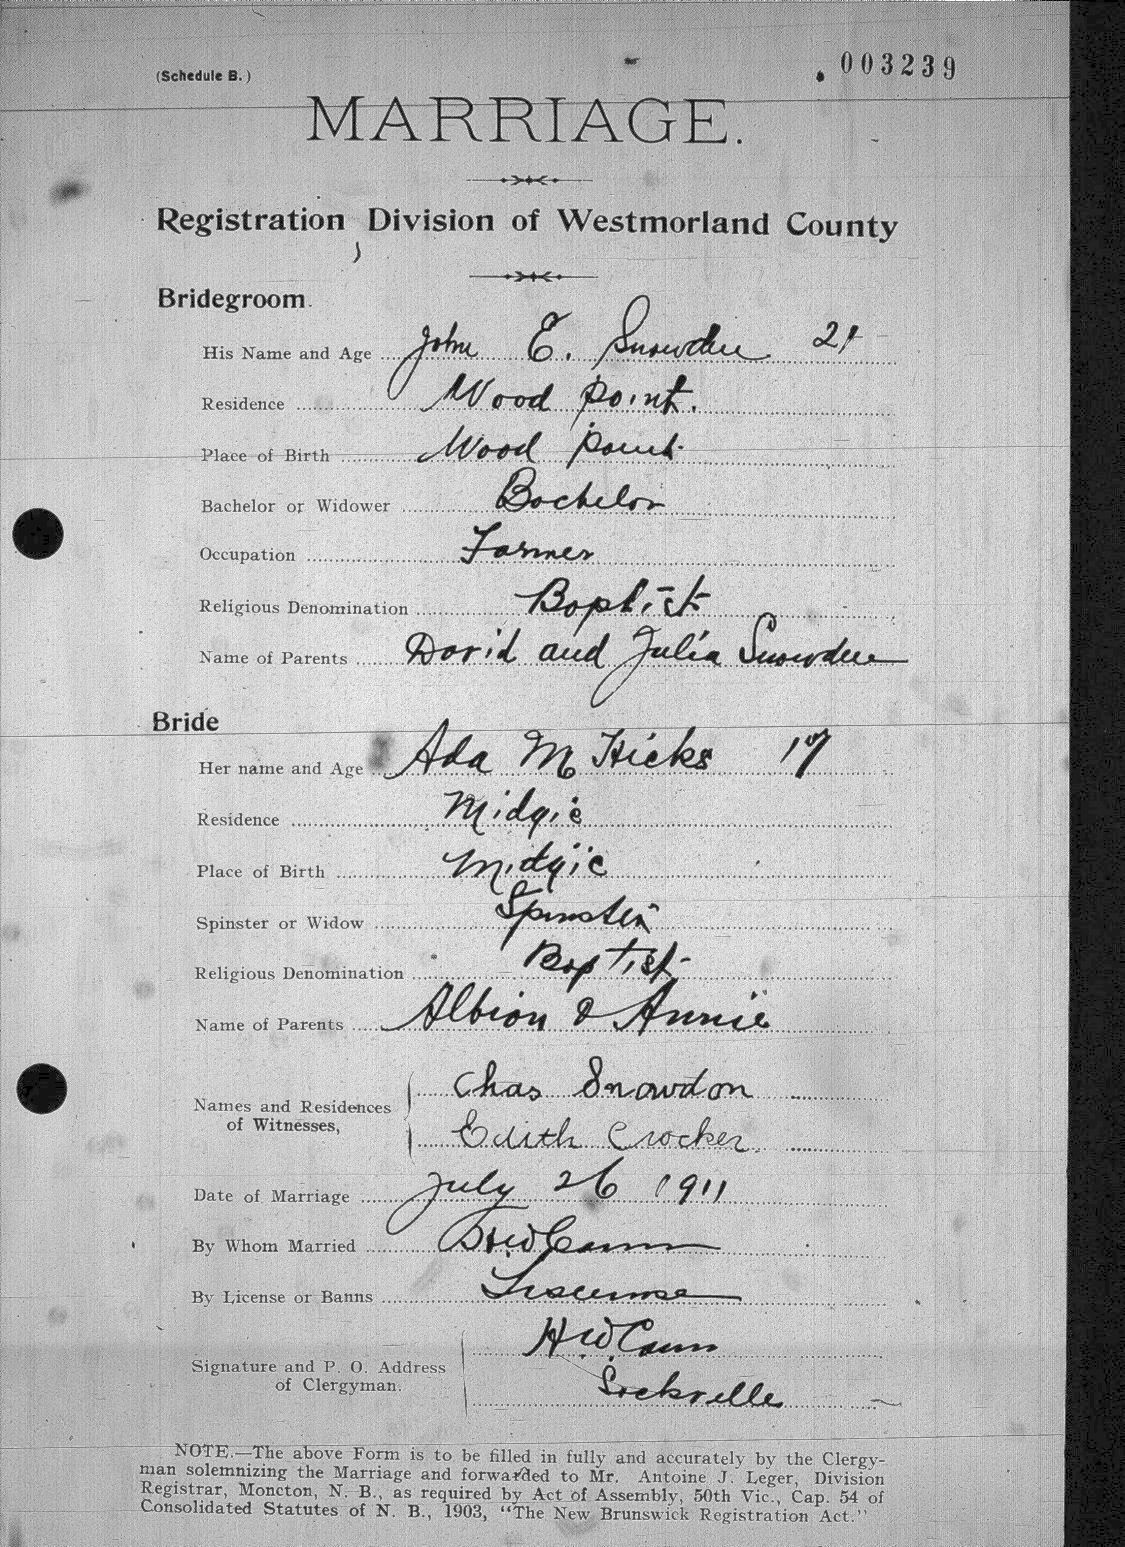 (Schedule B.)
003239
MARRIAGE.
Registration Division of Westmorland County
Bridegroom.
His Name and Age John E. Snowden 21
Residence Wood Point.
Place of Birth Wood Point
Bachelor or Widower Bachelor
Occupation Farmer
Religious Denomination Baptist
Name of Parents David and Julia Snowden
Bride
Her name and Age Ada M Hicks 17
Residence Midgie
Place of Birth Midgie
Spinster or Widow Spinster
Religious Denomination Baptist
Name of Parents Albion & Annie
Names and Residences Chas Snowdon
of Witnesses, Edith Crocker
Date of Marriage July 26 1911
By Whom Married H W Cann
By License or Banns License
H W Cann
Signature and P. O. Address
of Clergyman. Sackville
NOTE.—The above Form is to be filled in fully and accurately by the Clergy-
man solemnizing the Marriage and forwarded to Mr. Antoine J. Leger, Division
Registrar, Moncton, N. B., as required by Act of Assembly, 50th Vic., Cap. 54 of
Consolidated Statutes of N. B., 1903, "The New Brunswick Registration Act."